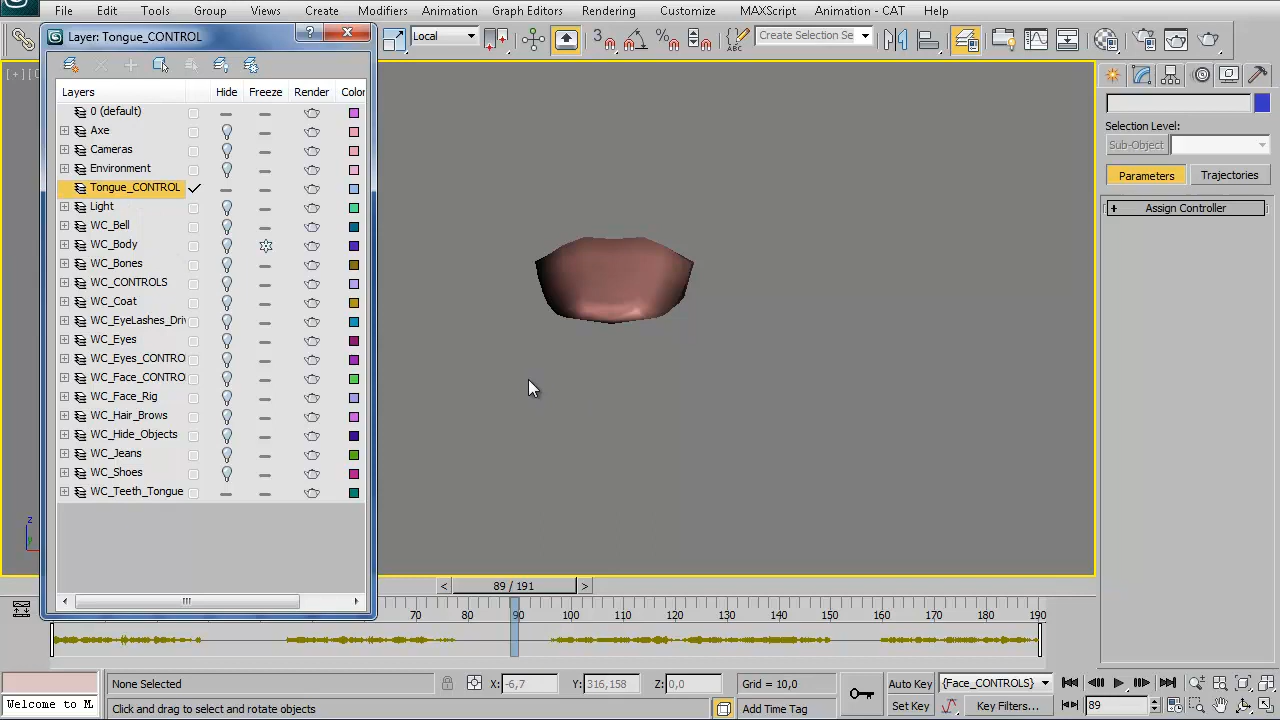 File Edit Tools Group Views Create Modifiers Animation Graph Editors Rendering Customize MAXScript Animation - CAT Help
Layer: Tongue_CONTROL
Local
Create Selection Se
Layers Hide Freeze Render Color
0 (default)
Axe
Cameras
Environment
Tongue_CONTROL
Light
WC_Bell
WC_Body
WC_Bones
WC_CONTROLS
WC_Coat
WC_EyeLashes_Dri
WC_Eyes
WC_Eyes_CONTRO
WC_Face_CONTRO
WC_Face_Rig
WC_Hair_Brows
WC_Hide_Objects
WC_Jeans
WC_Shoes
WC_Teeth_Tongue
Selection Level:
Sub-Object
Parameters Trajectories
+ Assign Controller
z
< 89 / 191 >
70 80 90 100 110 120 130 140 150 160 170 180 190
None Selected X: -6,7 Y: 316,158 Z: 0,0 Grid = 10,0 Auto Key {Face_CONTROLS}
Welcome to M Click and drag to select and rotate objects Add Time Tag Set Key Key Filters... 89